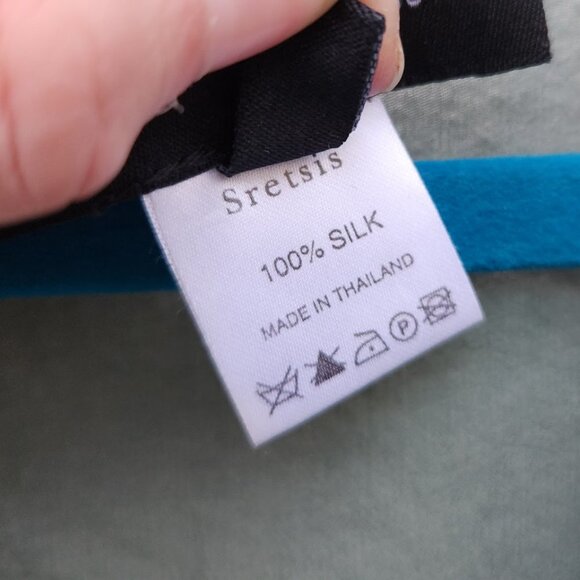 Sretsis
100% SILK
MADE IN THAILAND
P